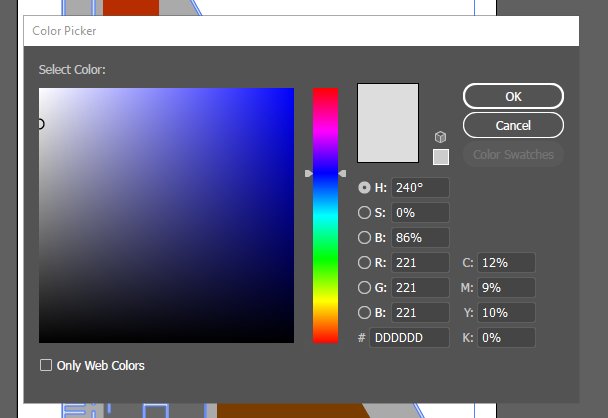 Color Picker
Select Color:
OK
Cancel
Color Swatches
H: 240°
S: 0%
B: 86%
R: 221 C: 12%
G: 221 M: 9%
B: 221 Y: 10%
# DDDDDD K: 0%
Only Web Colors